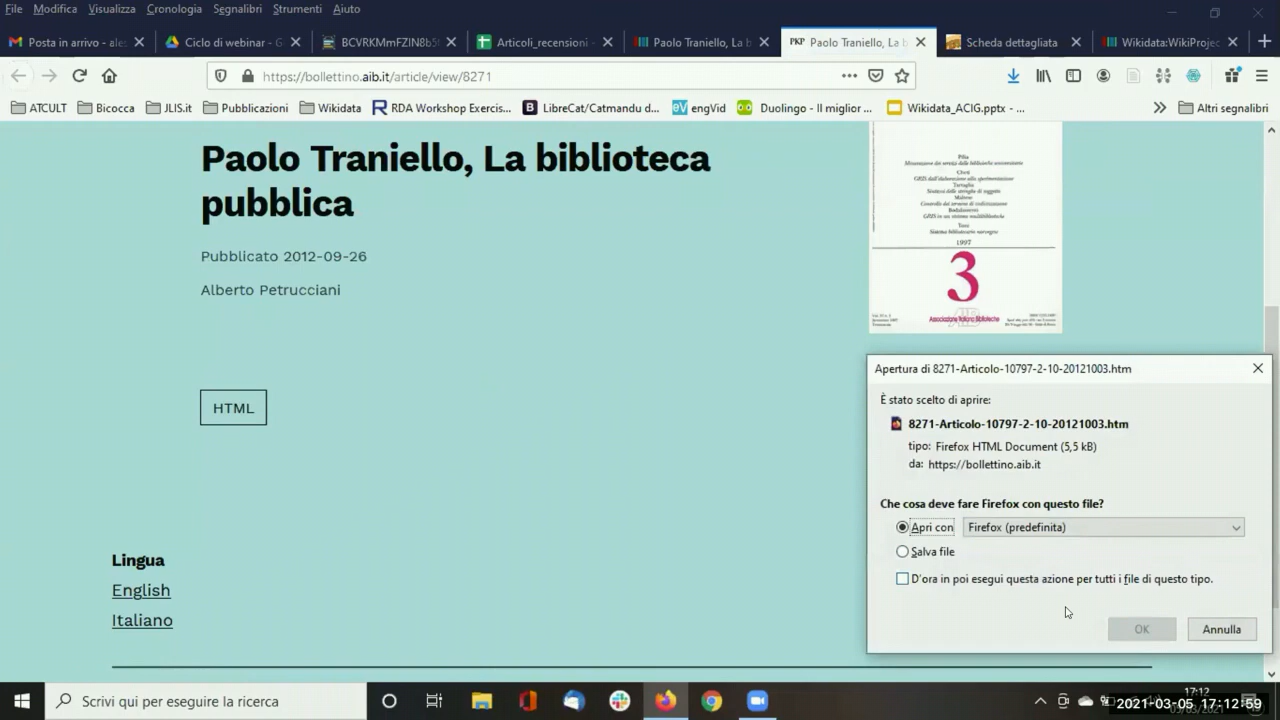 File Modifica Visualizza Cronologia Segnalibri Strumenti Aiuto
Posta in arrivo - ales
Ciclo di webinar - G
BCVRKMmFZIN8b5
Articoli_recensioni -
Paolo Traniello, La b
PKP Paolo Traniello, La b
Scheda dettagliata
Wikidata:WikiProjec
https://bollettino.aib.it/article/view/8271
ATCULT
Bicocca
JLIS.it
Pubblicazioni
Wikidata
RDA Workshop Exercis...
LibreCat/Catmandu d...
engVid
Duolingo - Il miglior ...
Wikidata_ACIG.pptx - ...
Altri segnalibri
Paolo Traniello, La biblioteca
pubblica
Pubblicato 2012-09-26
Alberto Petrucciani
HTML
1997
3
Associazione Italiana Biblioteche
Apertura di 8271-Articolo-10797-2-10-20121003.htm
È stato scelto di aprire:
8271-Articolo-10797-2-10-20121003.htm
tipo: Firefox HTML Document (5,5 kB)
da: https://bollettino.aib.it
Che cosa deve fare Firefox con questo file?
Apri con Firefox (predefinita)
Salva file
D'ora in poi esegui questa azione per tutti i file di questo tipo.
OK Annulla
Lingua
English
Italiano
Scrivi qui per eseguire la ricerca
17:12
2021-03-05 17:12:59